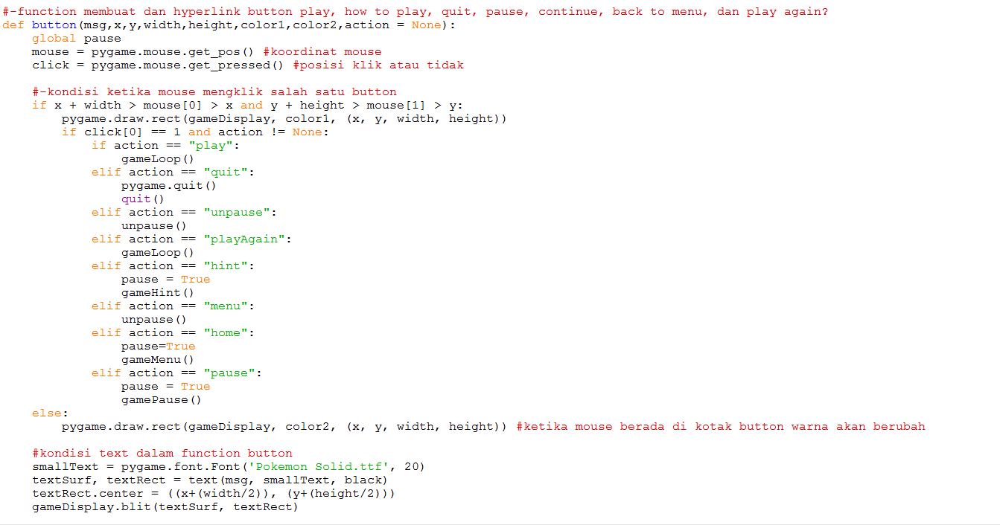 #-function membuat dan hyperlink button play, how to play, quit, pause, continue, back to menu, dan play again?
def button(msg,x,y,width,height,color1,color2,action = None):
    global pause
    mouse = pygame.mouse.get_pos() #koordinat mouse
    click = pygame.mouse.get_pressed() #posisi klik atau tidak

    #-kondisi ketika mouse mengklik salah satu button
    if x + width > mouse[0] > x and y + height > mouse[1] > y:
        pygame.draw.rect(gameDisplay, color1, (x, y, width, height))
        if click[0] == 1 and action != None:
            if action == "play":
                gameLoop()
            elif action == "quit":
                pygame.quit()
                quit()
            elif action == "unpause":
                unpause()
            elif action == "playAgain":
                gameLoop()
            elif action == "hint":
                pause = True
                gameHint()
            elif action == "menu":
                unpause()
            elif action == "home":
                pause=True
                gameMenu()
            elif action == "pause":
                pause = True
                gamePause()
    else:
        pygame.draw.rect(gameDisplay, color2, (x, y, width, height)) #ketika mouse berada di kotak button warna akan berubah

    #kondisi text dalam function button
    smallText = pygame.font.Font('Pokemon Solid.ttf', 20)
    textSurf, textRect = text(msg, smallText, black)
    textRect.center = ((x+(width/2)), (y+(height/2)))
    gameDisplay.blit(textSurf, textRect)